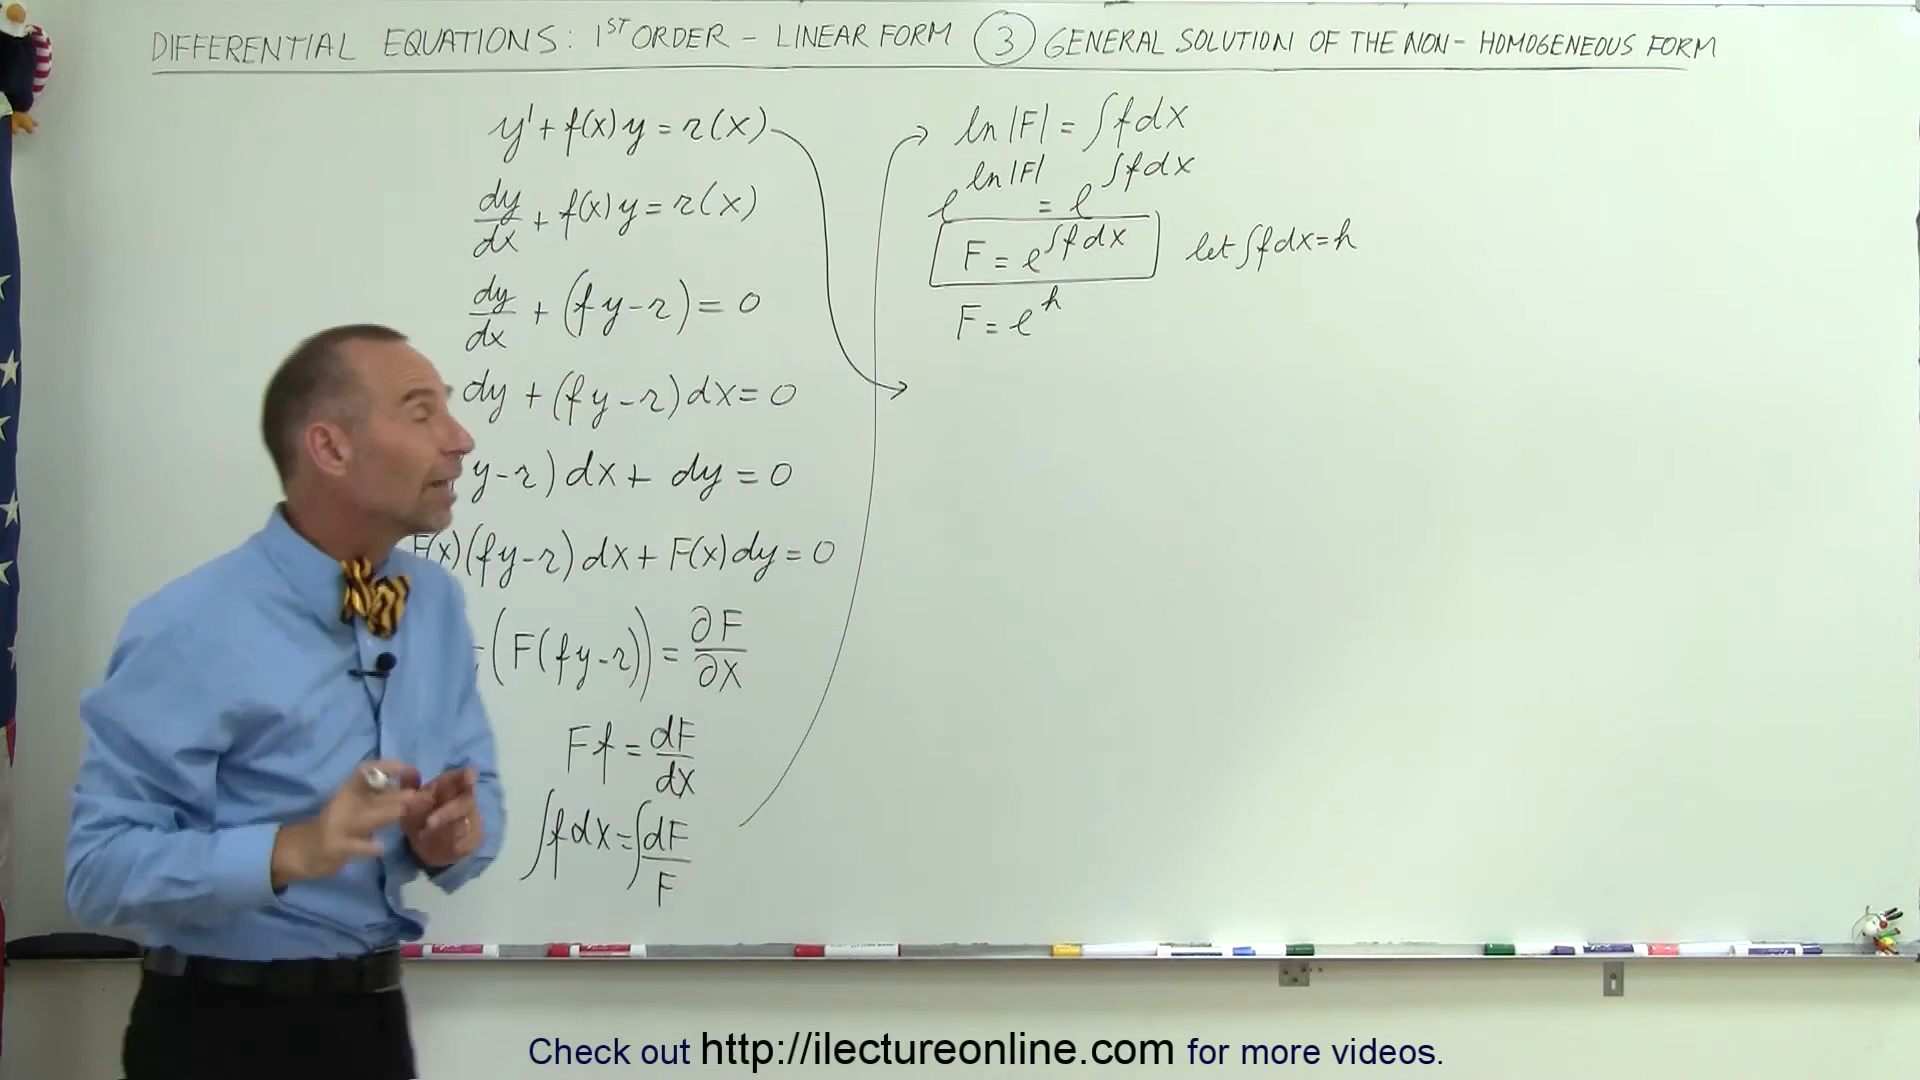 DIFFERENTIAL EQUATIONS: 1ST ORDER - LINEAR FORM ③ GENERAL SOLUTION OF THE NON-HOMOGENEOUS FORM
y' + f(x) y = r(x)
dy/dx + f(x) y = r(x)
dy/dx + (fy - r) = 0
dy + (fy - r) dx = 0
y - r) dx + dy = 0
F(x)(fy - r) dx + F(x) dy = 0
(F(fy - r)) = ∂F/∂x
F f = dF/dx
∫f dx = ∫dF/F
ln|F| = ∫f dx
e^ln|F| = e^∫f dx
F = e^∫f dx let ∫f dx = h
F = e^h
Check out http://ilectureonline.com for more videos.